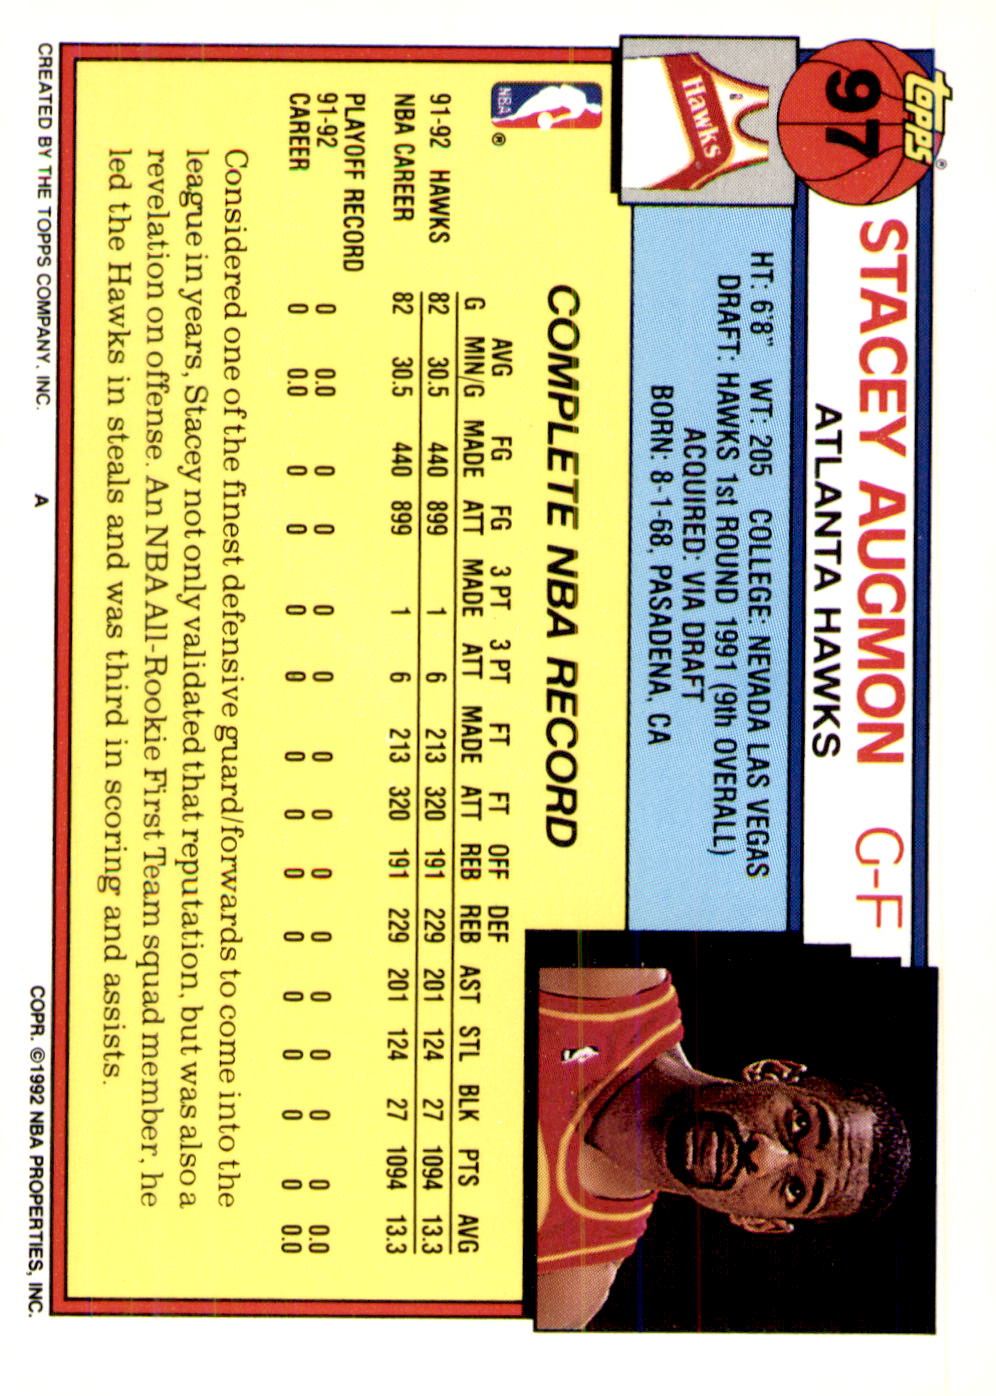 topps®
97
STACEY AUGMON G-F
ATLANTA HAWKS
Hawks
HT: 6'8" WT: 205 COLLEGE: NEVADA LAS VEGAS
DRAFT: HAWKS 1st ROUND 1991 (9th OVERALL)
ACQUIRED: VIA DRAFT
BORN: 8-1-68, PASADENA, CA
NBA ®
COMPLETE NBA RECORD
AVG FG FG 3 PT 3 PT FT FT OFF DEF
G MIN/G MADE ATT MADE ATT MADE ATT REB REB AST STL BLK PTS AVG
91-92 HAWKS 82 30.5 440 899 1 6 213 320 191 229 201 124 27 1094 13.3
NBA CAREER 82 30.5 440 899 1 6 213 320 191 229 201 124 27 1094 13.3
PLAYOFF RECORD
91-92 0 0.0 0 0 0 0 0 0 0 0 0 0 0 0 0.0
CAREER 0 0.0 0 0 0 0 0 0 0 0 0 0 0 0 0.0
Considered one of the finest defensive guard/forwards to come into the
league in years, Stacey not only validated that reputation, but was also a
revelation on offense. An NBA All-Rookie First Team squad member, he
led the Hawks in steals and was third in scoring and assists.
CREATED BY THE TOPPS COMPANY, INC. A COPR. ©1992 NBA PROPERTIES, INC.